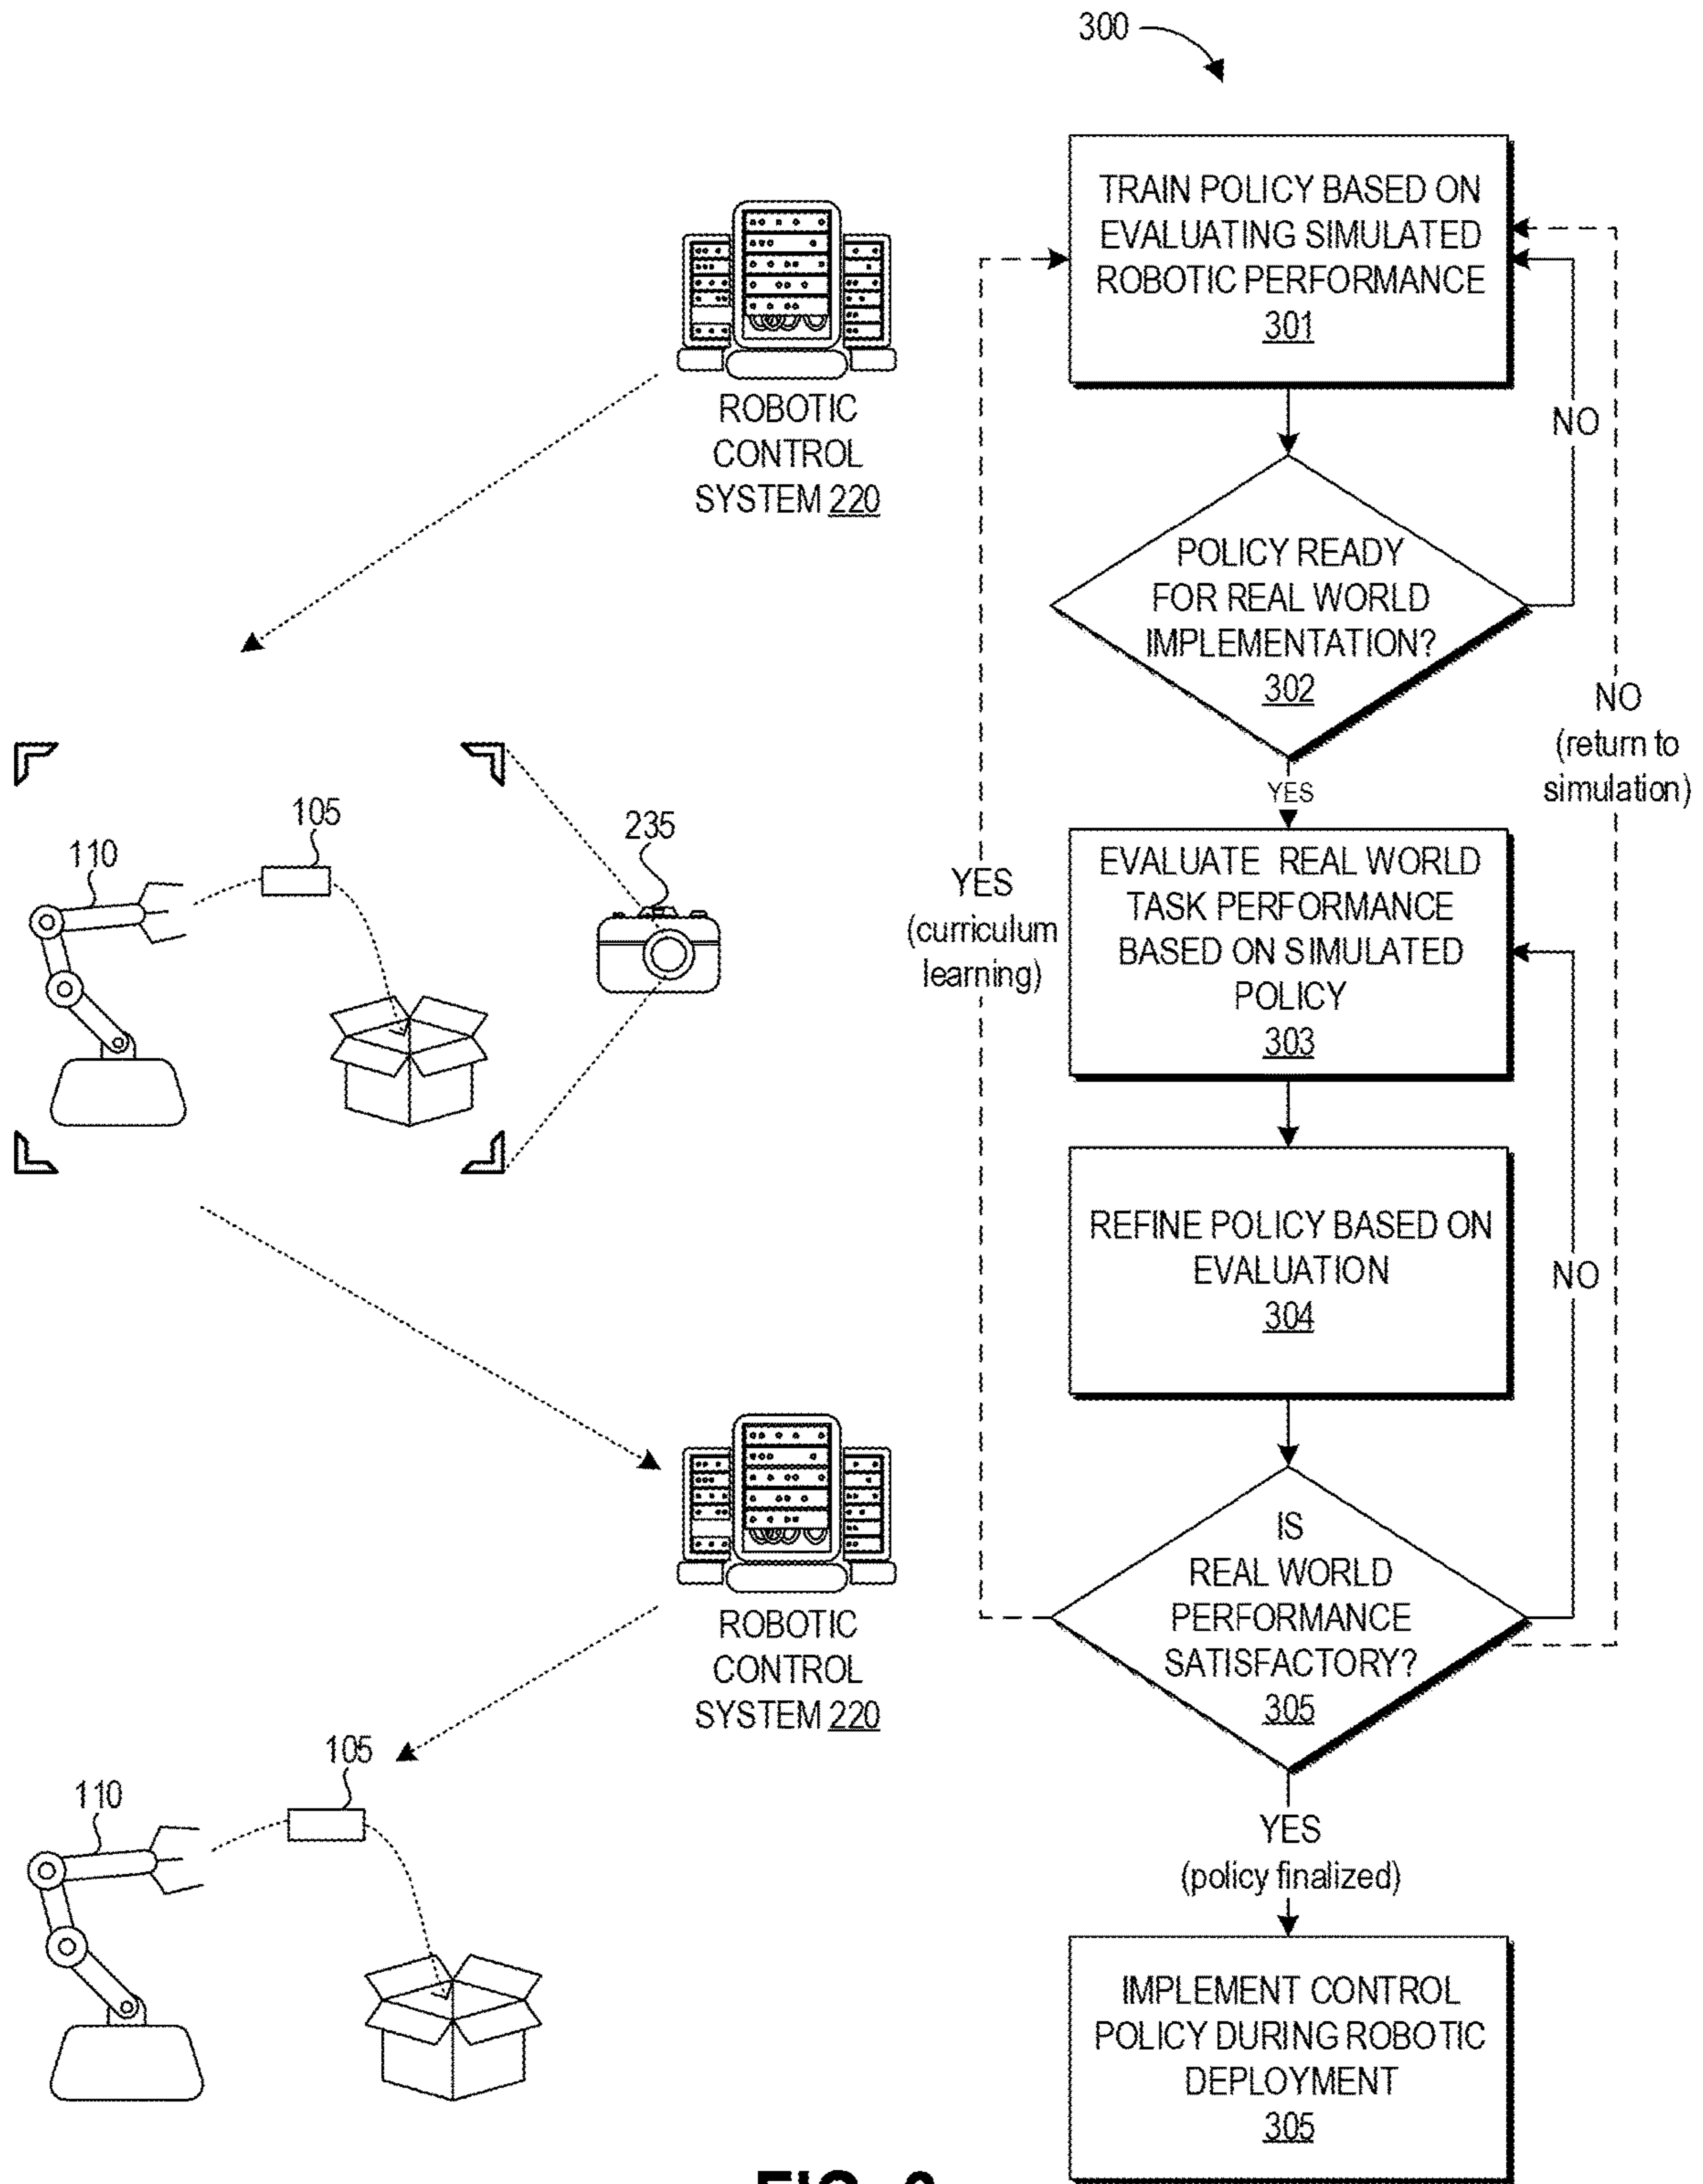 300
TRAIN POLICY BASED ON
EVALUATING SIMULATED
ROBOTIC PERFORMANCE
301
NO
ROBOTIC
CONTROL
SYSTEM 220
POLICY READY
FOR REAL WORLD
IMPLEMENTATION?
302
NO
(return to
simulation)
YES
105
110
235
EVALUATE REAL WORLD
TASK PERFORMANCE
BASED ON SIMULATED
POLICY
303
YES
(curriculum
learning)
REFINE POLICY BASED ON
EVALUATION
304
NO
IS
REAL WORLD
PERFORMANCE
SATISFACTORY?
305
ROBOTIC
CONTROL
SYSTEM 220
105
110
YES
(policy finalized)
IMPLEMENT CONTROL
POLICY DURING ROBOTIC
DEPLOYMENT
305
FIG.